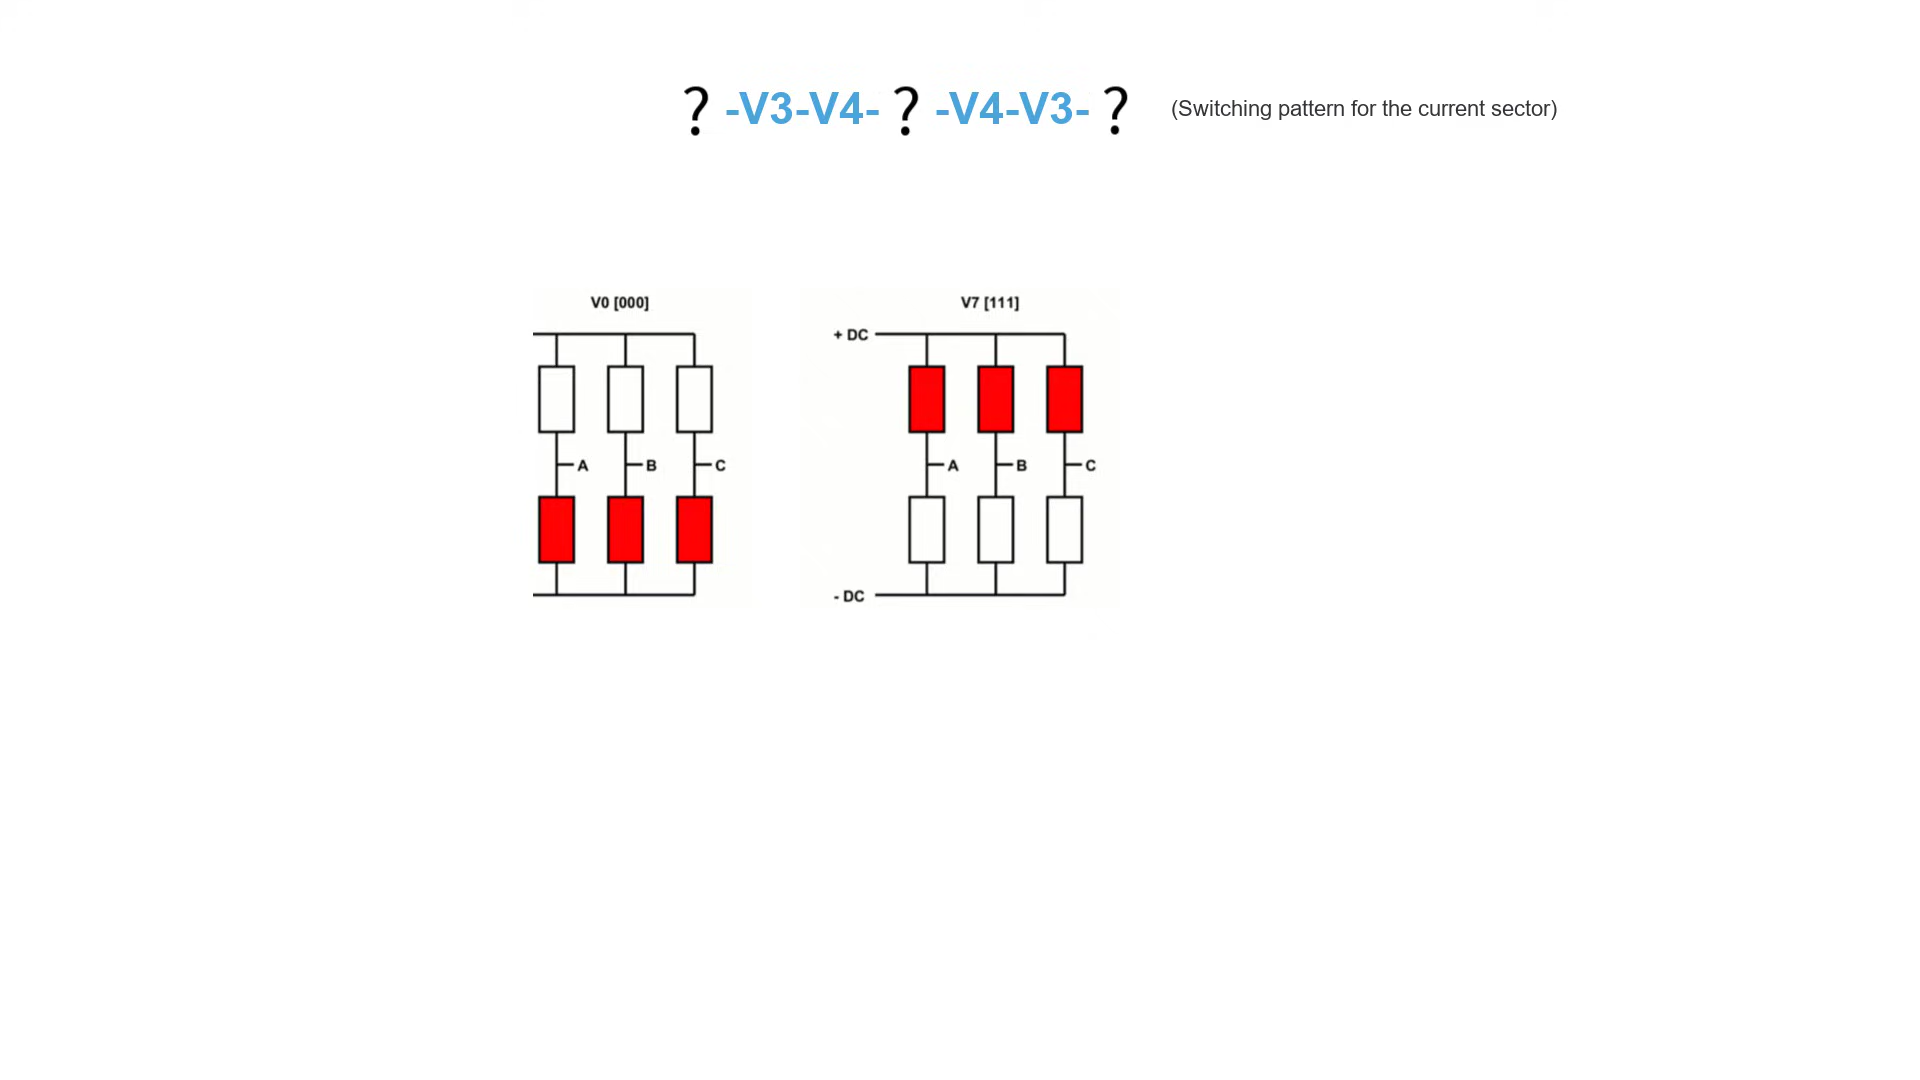 ? -V3-V4- ? -V4-V3- ? (Switching pattern for the current sector)
V0 [000]
A B C
V7 [111]
+ DC
A B C
- DC